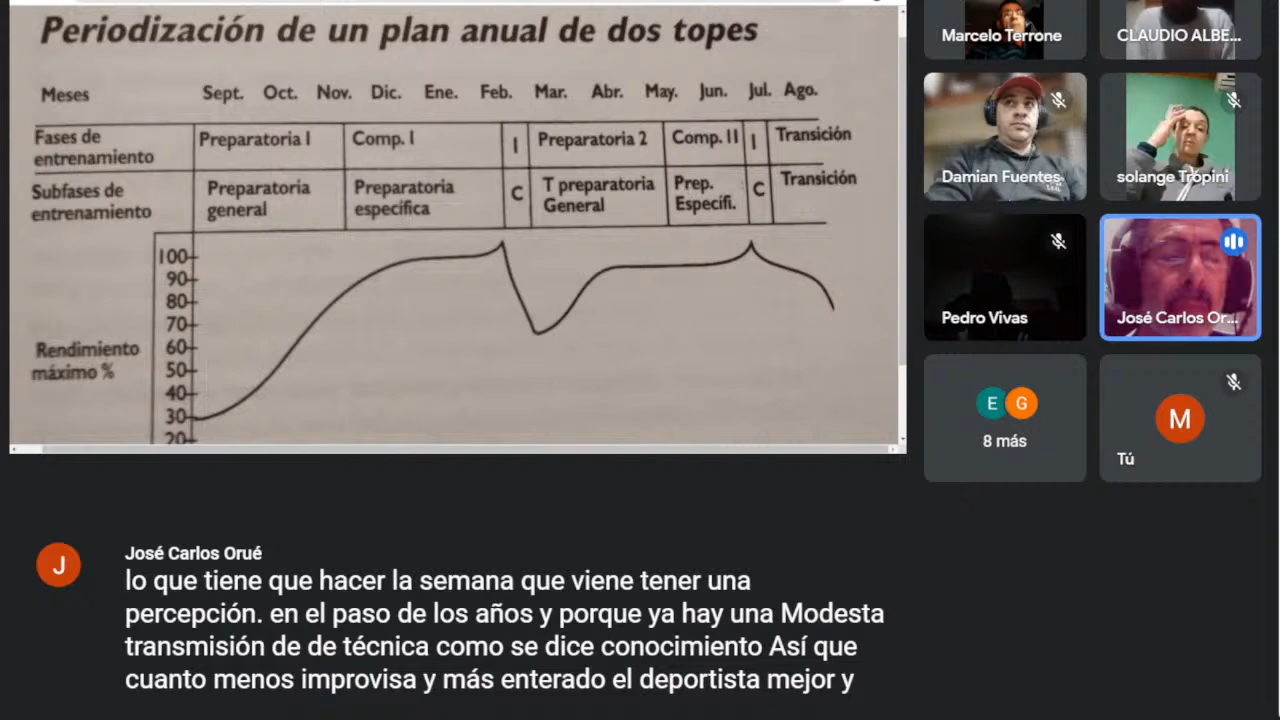 Periodización de un plan anual de dos topes
Meses Sept. Oct. Nov. Dic. Ene. Feb. Mar. Abr. May. Jun. Jul. Ago.
Fases de entrenamiento Preparatoria I Comp. I I Preparatoria 2 Comp. II I Transición
Subfases de entrenamiento Preparatoria general Preparatoria específica C T preparatoria General Prep. Especifi. C Transición
100
90
80
70
60
50
40
30
20
Rendimiento
máximo %
Marcelo Terrone
CLAUDIO ALBE...
Damian Fuentes
solange Tropini
Pedro Vivas
José Carlos Or...
E G
8 más
M
Tú
J
José Carlos Orué
lo que tiene que hacer la semana que viene tener una
percepción. en el paso de los años y porque ya hay una Modesta
transmisión de de técnica como se dice conocimiento Así que
cuanto menos improvisa y más enterado el deportista mejor y